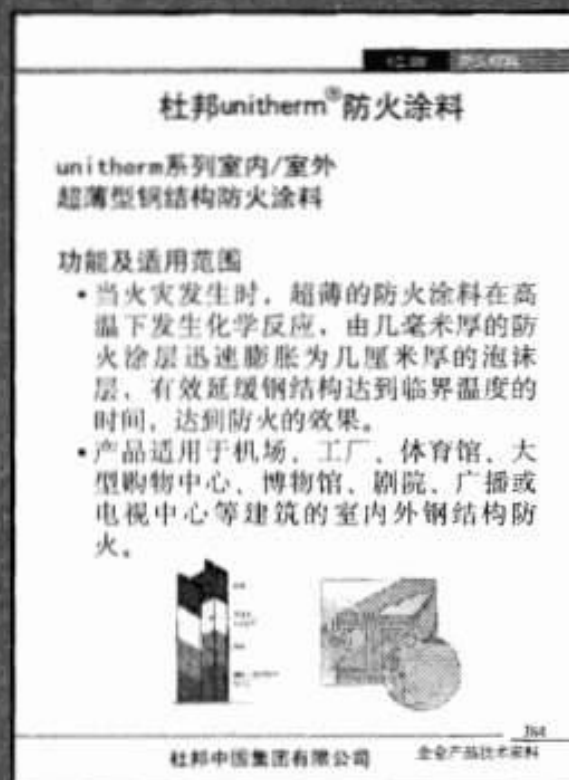 杜邦unitherm®防火涂料
unitherm系列室内/室外
超薄型钢结构防火涂料
功能及适用范围
•当火灾发生时，超薄的防火涂料在高
温下发生化学反应，由几毫米厚的防
火涂层迅速膨胀为几厘米厚的泡沫
层，有效延缓钢结构达到临界温度的
时间，达到防火的效果。
•产品适用于机场、工厂、体育馆、大
型购物中心、博物馆、剧院、广播或
电视中心等建筑的室内外钢结构防
火。
384
杜邦中国集团有限公司
企业产品技术资料